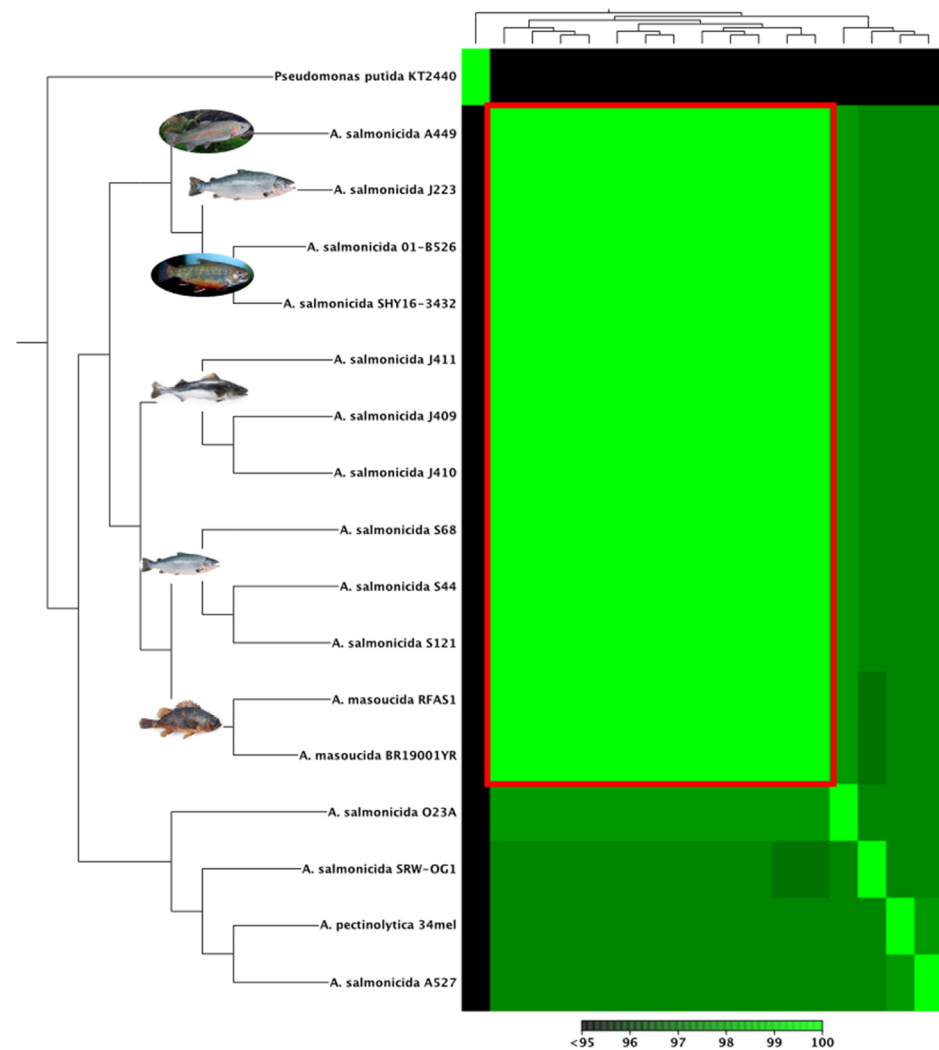 Pseudomonas putida KT2440
A. salmonicida A449
A. salmonicida J223
A. salmonicida 01-B526
A. salmonicida SHY16-3432
A. salmonicida J411
A. salmonicida J409
A. salmonicida J410
A. salmonicida S68
A. salmonicida S44
A. salmonicida S121
A. masoucida RFAS1
A. masoucida BR19001YR
A. salmonicida O23A
A. salmonicida SRW-OG1
A. pectinolytica 34mel
A. salmonicida A527
<95 96 97 98 99 100